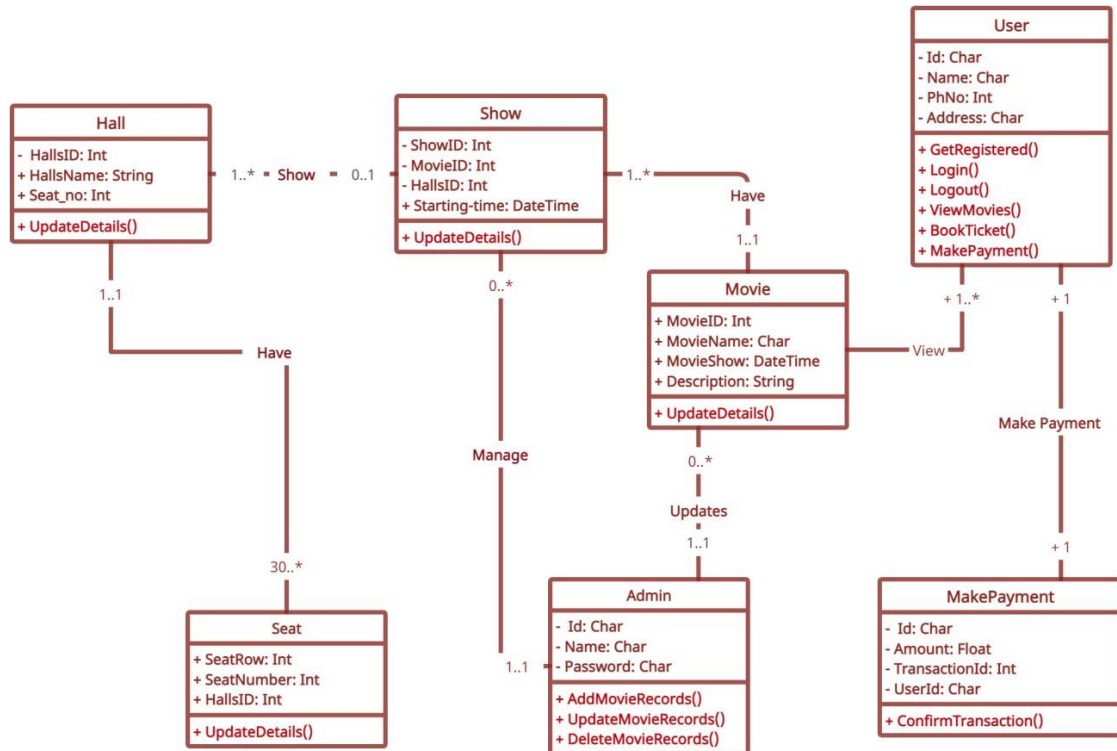 User
- Id: Char
- Name: Char
- PhNo: Int
- Address: Char
+ GetRegistered()
+ Login()
+ Logout()
+ ViewMovies()
+ BookTicket()
+ MakePayment()
Hall
- HallsID: Int
+ HallsName: String
+ Seat_no: Int
+ UpdateDetails()
1..*
Show
0..1
Show
- ShowID: Int
- MovieID: Int
- HallsID: Int
+ Starting-time: DateTime
+ UpdateDetails()
1..*
Have
1..1
Movie
+ MovieID: Int
+ MovieName: Char
+ MovieShow: DateTime
+ Description: String
+ UpdateDetails()
View
+ 1..*
+ 1
Make Payment
+ 1
1..1
Have
30..*
0..*
Manage
1..1
0..*
Updates
1..1
Seat
+ SeatRow: Int
+ SeatNumber: Int
+ HallsID: Int
+ UpdateDetails()
Admin
- Id: Char
- Name: Char
- Password: Char
+ AddMovieRecords()
+ UpdateMovieRecords()
+ DeleteMovieRecords()
MakePayment
- Id: Char
- Amount: Float
- TransactionId: Int
- UserId: Char
+ ConfirmTransaction()